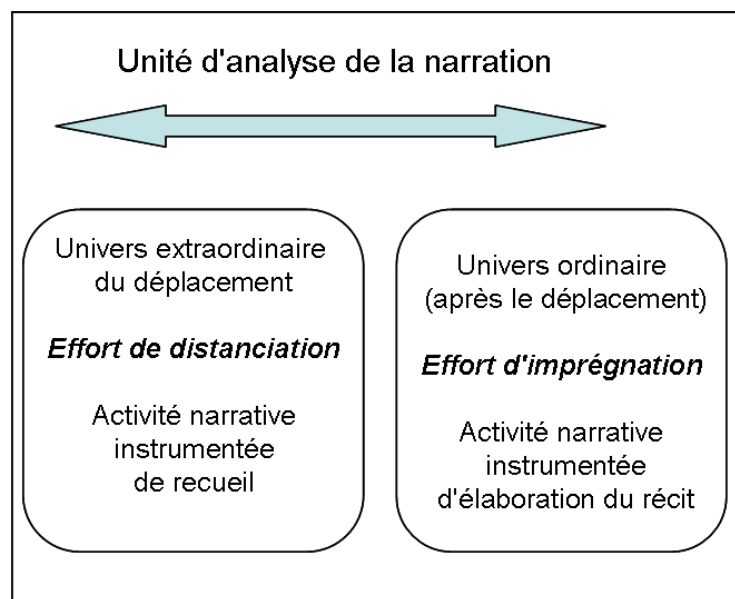 Unité d'analyse de la narration
Univers extraordinaire
du déplacement
Effort de distanciation
Activité narrative
instrumentée
de recueil
Univers ordinaire
(après le déplacement)
Effort d'imprégnation
Activité narrative
instrumentée
d'élaboration du récit